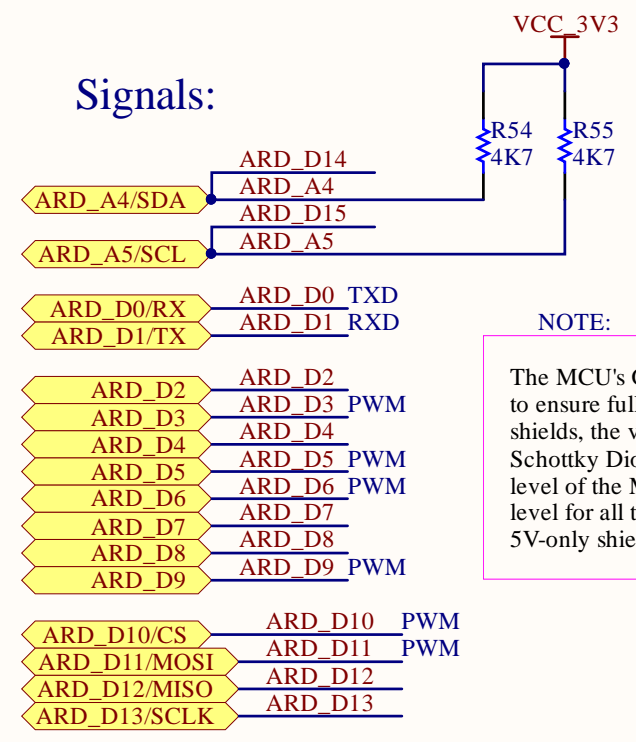 VCC_3V3
Signals:
R54
4K7
R55
4K7
ARD_D14
ARD_A4/SDA
ARD_A4
ARD_D15
ARD_A5/SCL
ARD_A5
ARD_D0/RX ARD_D0 TXD
ARD_D1/TX ARD_D1 RXD
ARD_D2 ARD_D2
ARD_D3 ARD_D3 PWM
ARD_D4 ARD_D4
ARD_D5 ARD_D5 PWM
ARD_D6 ARD_D6 PWM
ARD_D7 ARD_D7
ARD_D8 ARD_D8
ARD_D9 ARD_D9 PWM
ARD_D10/CS ARD_D10 PWM
ARD_D11/MOSI ARD_D11 PWM
ARD_D12/MISO ARD_D12
ARD_D13/SCLK ARD_D13
NOTE:
The MCU's
to ensure
shields, the
Schottky
level of the
level for all
5V-only